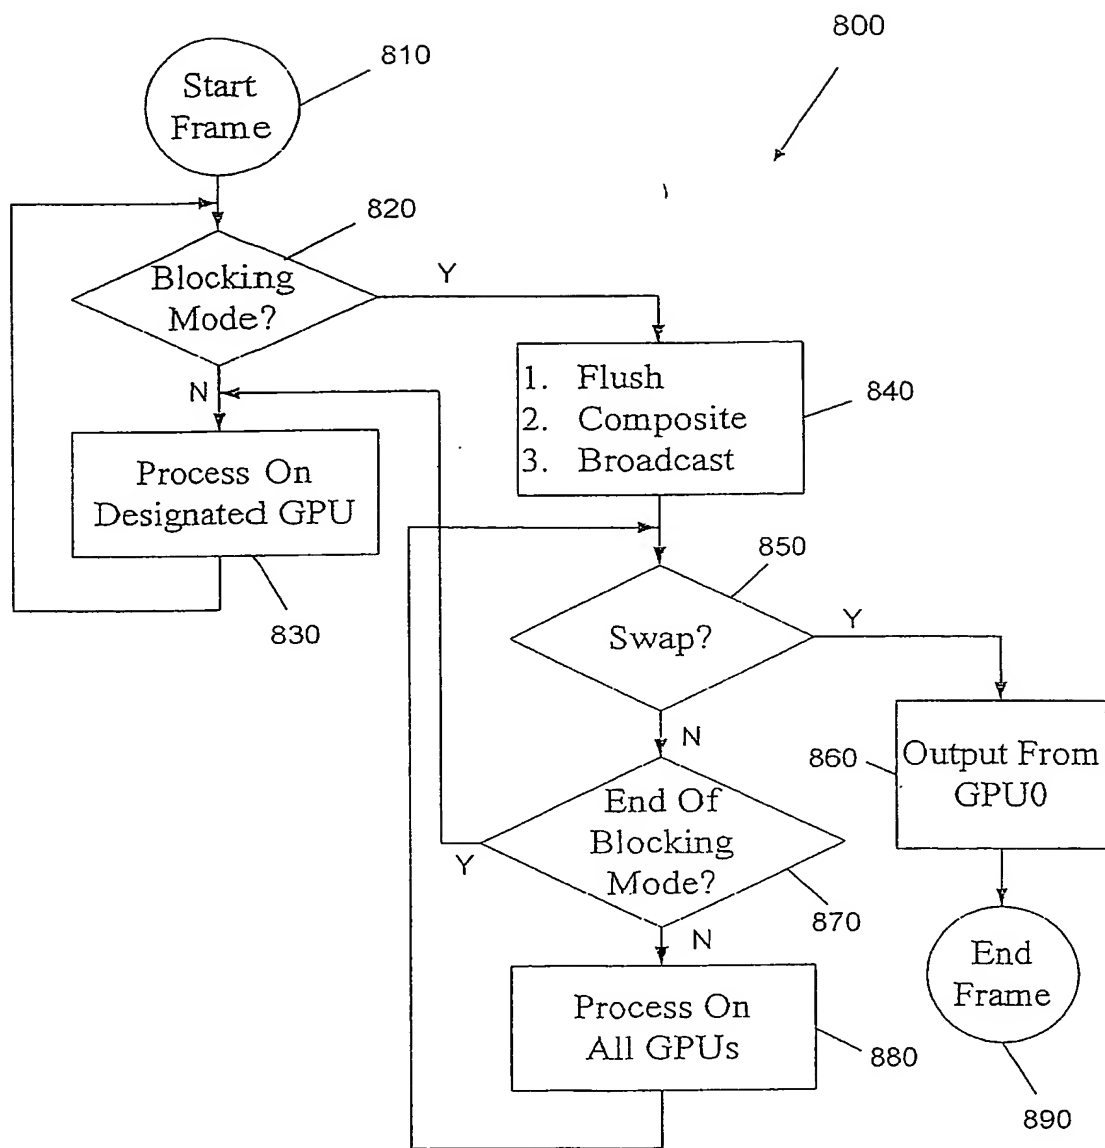 800
810
Start
Frame
820
Blocking
Mode?
Y
N
1. Flush
2. Composite
3. Broadcast
840
Process On
Designated GPU
830
850
Swap?
Y
N
860
Output From
GPU0
End Of
Blocking
Mode?
Y
870
N
End
Frame
890
Process On
All GPUs
880